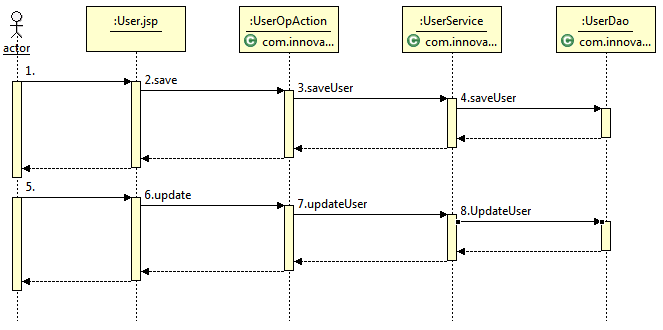 :User.jsp
:UserOpAction
C com.innova...
:UserService
C com.innova...
:UserDao
C com.innova...
actor
1.
2.save
3.saveUser
4.saveUser
5.
6.update
7.updateUser
8.UpdateUser